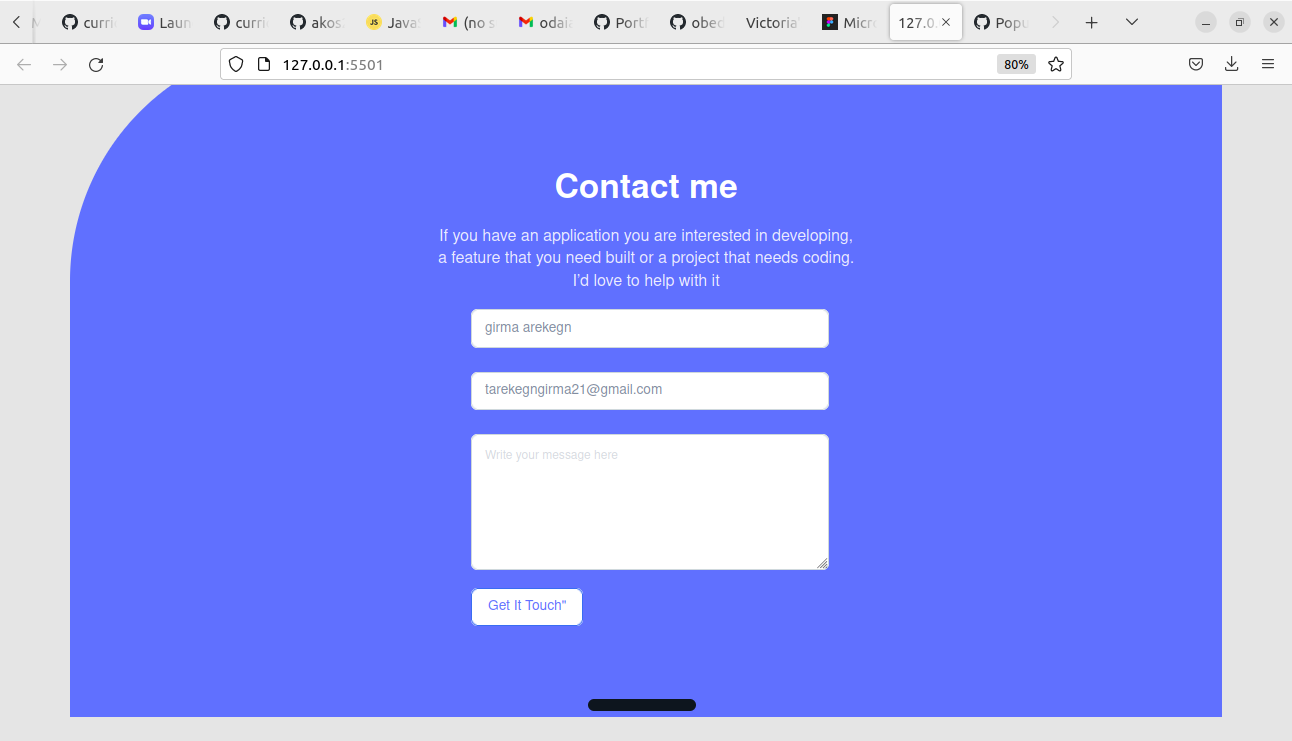 curri
Laun
curri
akos
JS Java
(no s
odai
Portf
obed
Victoria'
Micr
127.0.
Popu
127.0.0.1:5501
80%
Contact me
If you have an application you are interested in developing,
a feature that you need built or a project that needs coding.
I'd love to help with it
girma arekegn
tarekegngirma21@gmail.com
Write your message here
Get It Touch"